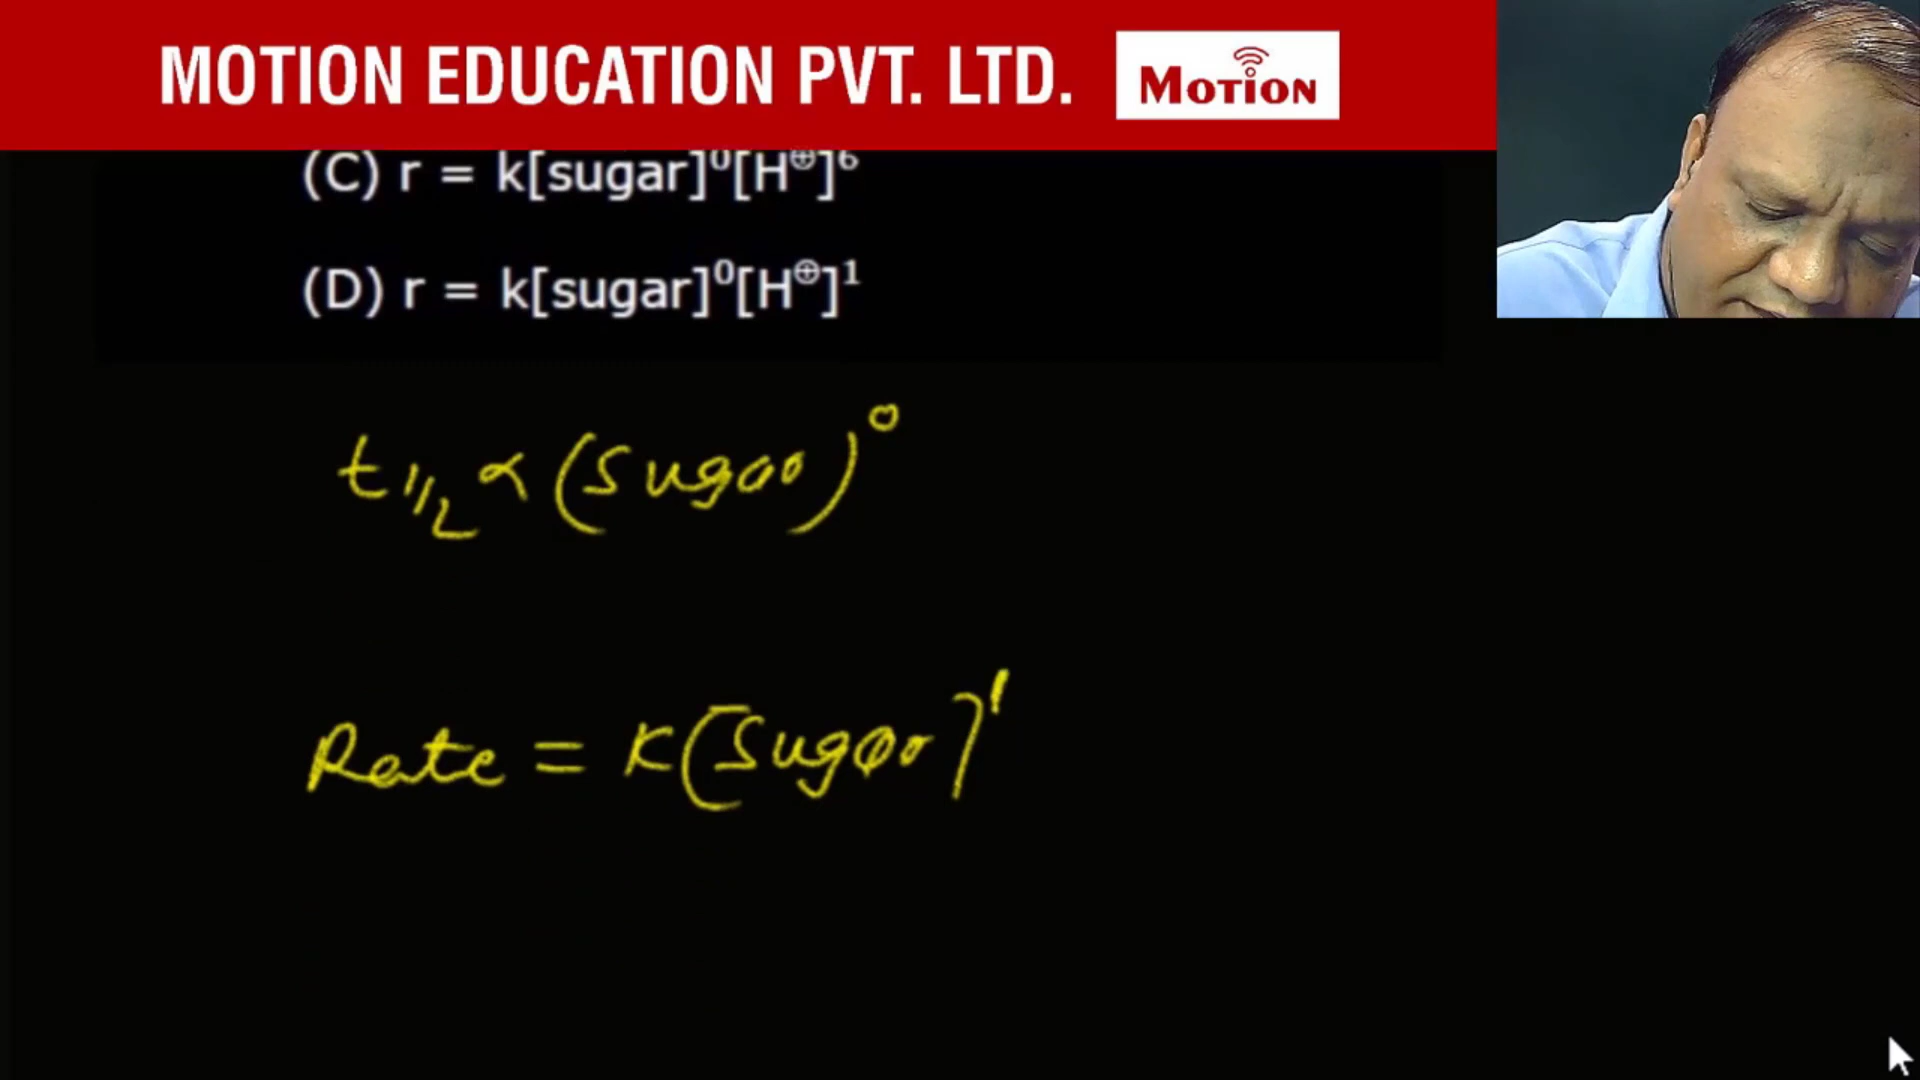 MOTION EDUCATION PVT. LTD. MOTION
(C) r = k[sugar]⁰[H⊕]⁶
(D) r = k[sugar]⁰[H⊕]¹
t1/2 ∝ (sugar)⁰
Rate = K[sugar]¹